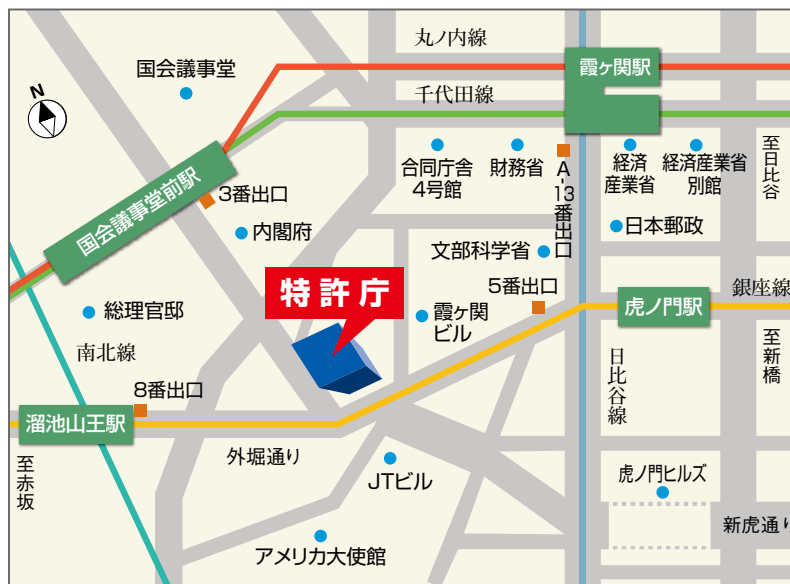 丸ノ内線
国会議事堂
霞ヶ関駅
N
千代田線
至日比谷
合同庁舎
4号館
財務省
A-13番出口
経済
産業省
経済産業省
別館
国会議事堂前駅
3番出口
内閣府
日本郵政
文部科学省
特許庁
5番出口
銀座線
総理官邸
霞ヶ関
ビル
虎ノ門駅
南北線
日比谷線
至新橋
8番出口
溜池山王駅
外堀通り
至赤坂
JTビル
虎ノ門ヒルズ
新虎通り
アメリカ大使館